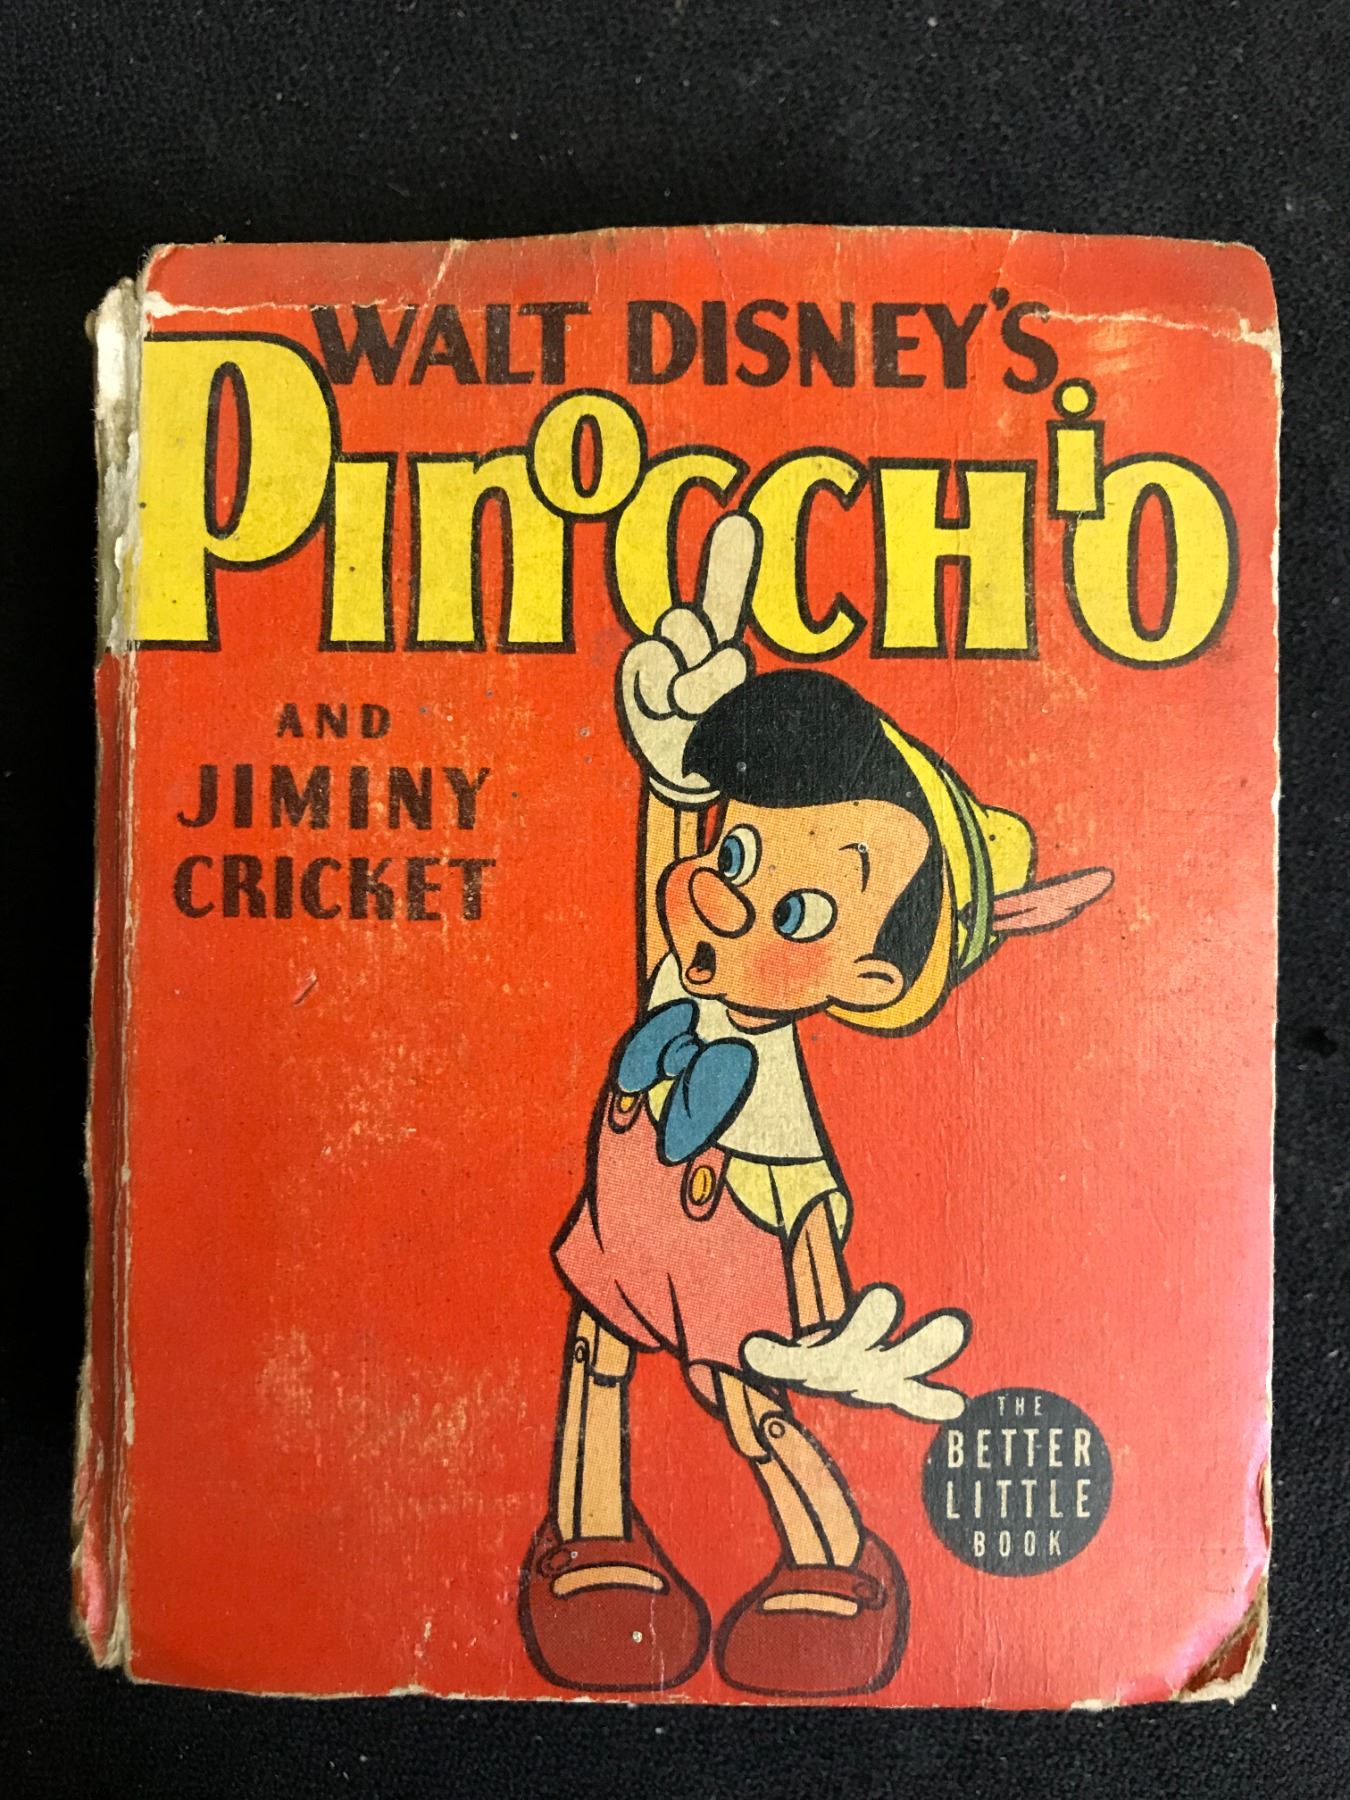 WALT DISNEY'S
PINOCCHiO
AND
JIMINY
CRICKET
THE
BETTER
LITTLE
BOOK